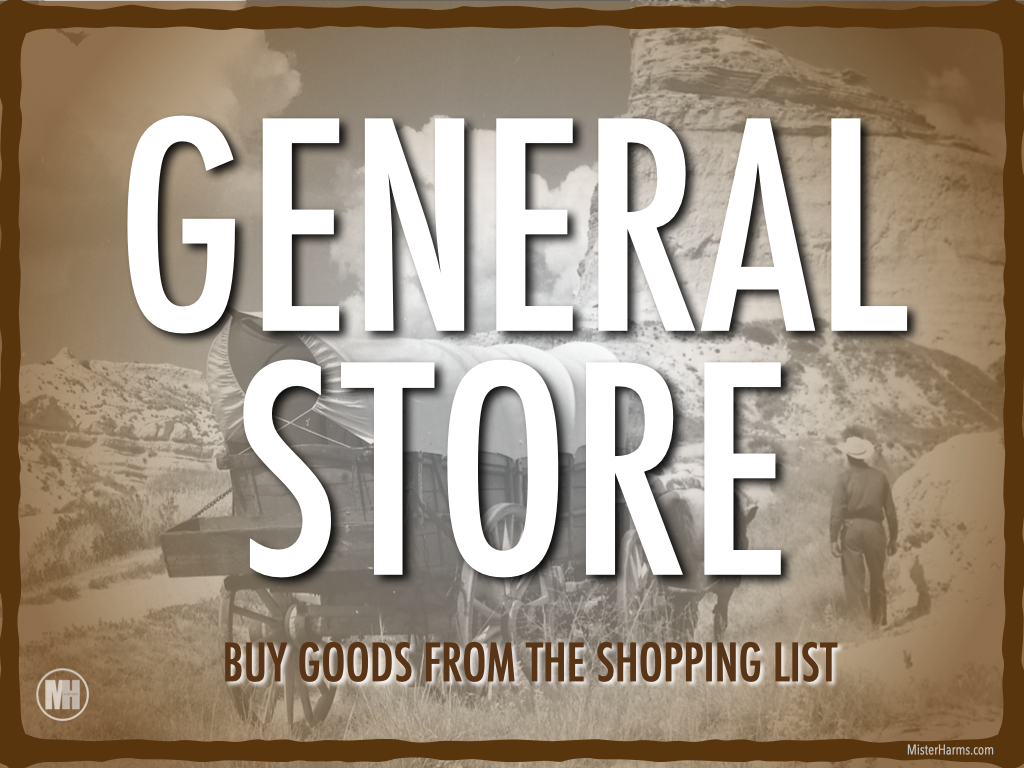 GENERAL
STORE
BUY GOODS FROM THE SHOPPING LIST
MH
MisterHarms.com